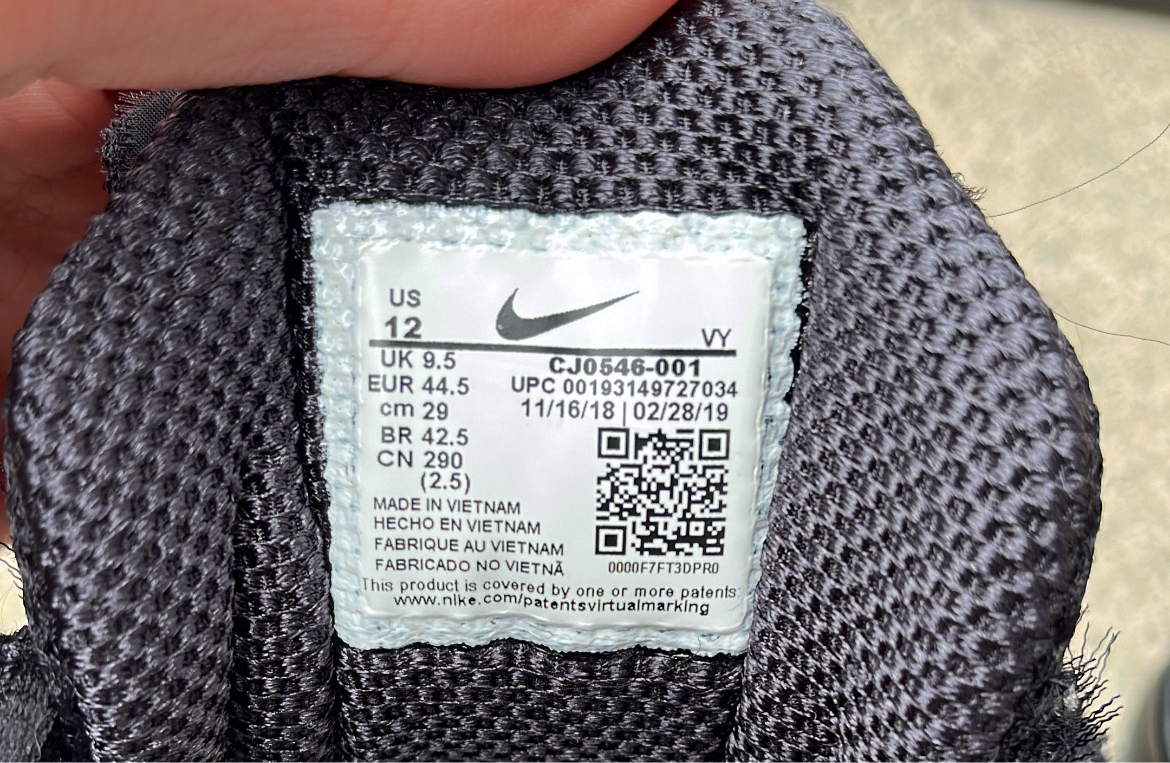 US
12
VY
UK 9.5
EUR 44.5
cm 29
BR 42.5
CN 290
(2.5)
CJ0546-001
UPC 00193149727034
11/16/18 | 02/28/19
MADE IN VIETNAM
HECHO EN VIETNAM
FABRIQUE AU VIETNAM
FABRICADO NO VIETNÃ
0000F7FT3DPR0
This product is covered by one or more patents:
www.nike.com/patentsvirtualmarking